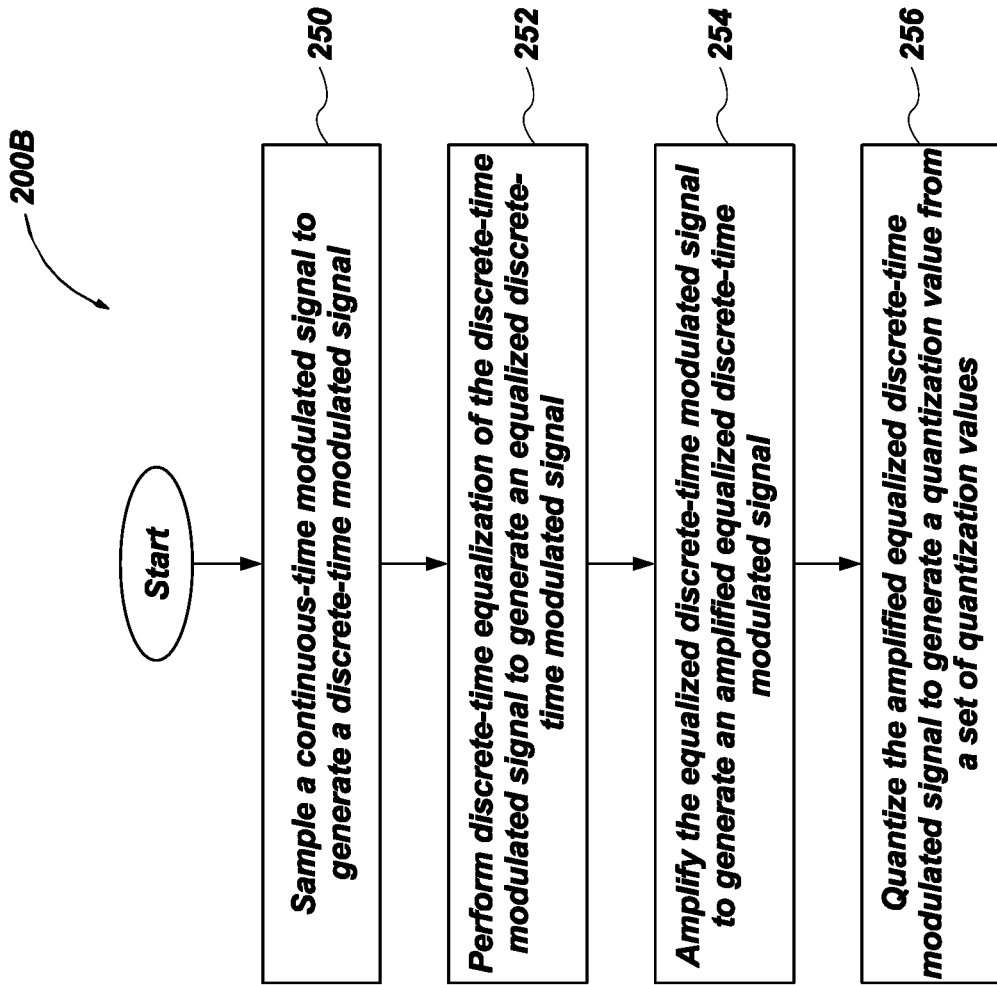 200B
Start
Sample a continuous-time modulated signal to
generate a discrete-time modulated signal
250
Perform discrete-time equalization of the discrete-time
modulated signal to generate an equalized discrete-
time modulated signal
252
Amplify the equalized discrete-time modulated signal
to generate an amplified equalized discrete-time
modulated signal
254
Quantize the amplified equalized discrete-time
modulated signal to generate a quantization value from
a set of quantization values
256